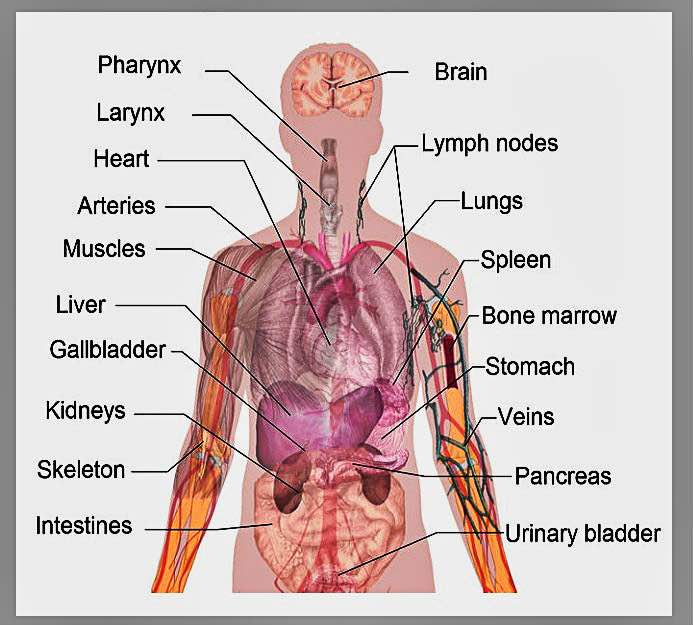 Pharynx
Brain
Larynx
Lymph nodes
Heart
Lungs
Arteries
Muscles
Spleen
Liver
Bone marrow
Gallbladder
Stomach
Kidneys
Veins
Skeleton
Pancreas
Intestines
Urinary bladder